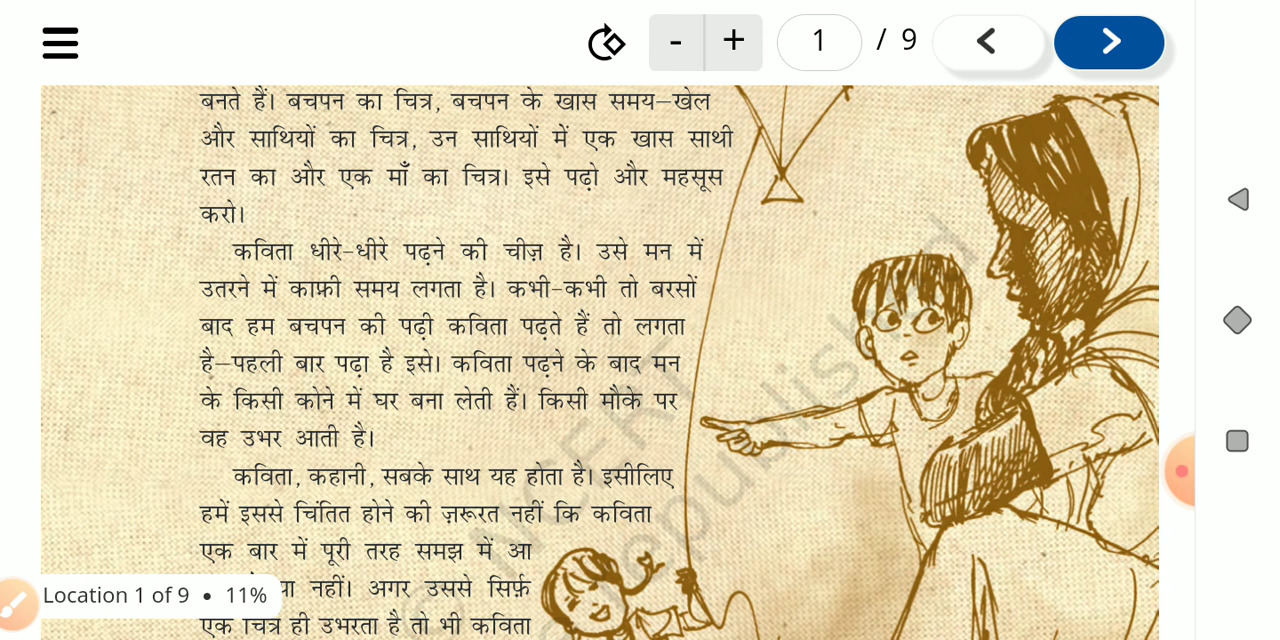 1 / 9
बनते हैं। बचपन का चित्र, बचपन के खास समय–खेल
और साथियों का चित्र, उन साथियों में एक खास साथी
रतन का और एक माँ का चित्र। इसे पढ़ो और महसूस
करो।
कविता धीरे-धीरे पढ़ने की चीज़ है। उसे मन में
उतरने में काफ़ी समय लगता है। कभी-कभी तो बरसों
बाद हम बचपन की पढ़ी कविता पढ़ते हैं तो लगता
है–पहली बार पढ़ा है इसे। कविता पढ़ने के बाद मन
के किसी कोने में घर बना लेती हैं। किसी मौके पर
वह उभर आती है।
कविता, कहानी, सबके साथ यह होता है। इसीलिए
हमें इससे चिंतित होने की ज़रूरत नहीं कि कविता
एक बार में पूरी तरह समझ में आ
नहीं। अगर उससे सिर्फ़
एक चित्र ही उभरता है तो भी कविता
Location 1 of 9 • 11%
NCERT
republished